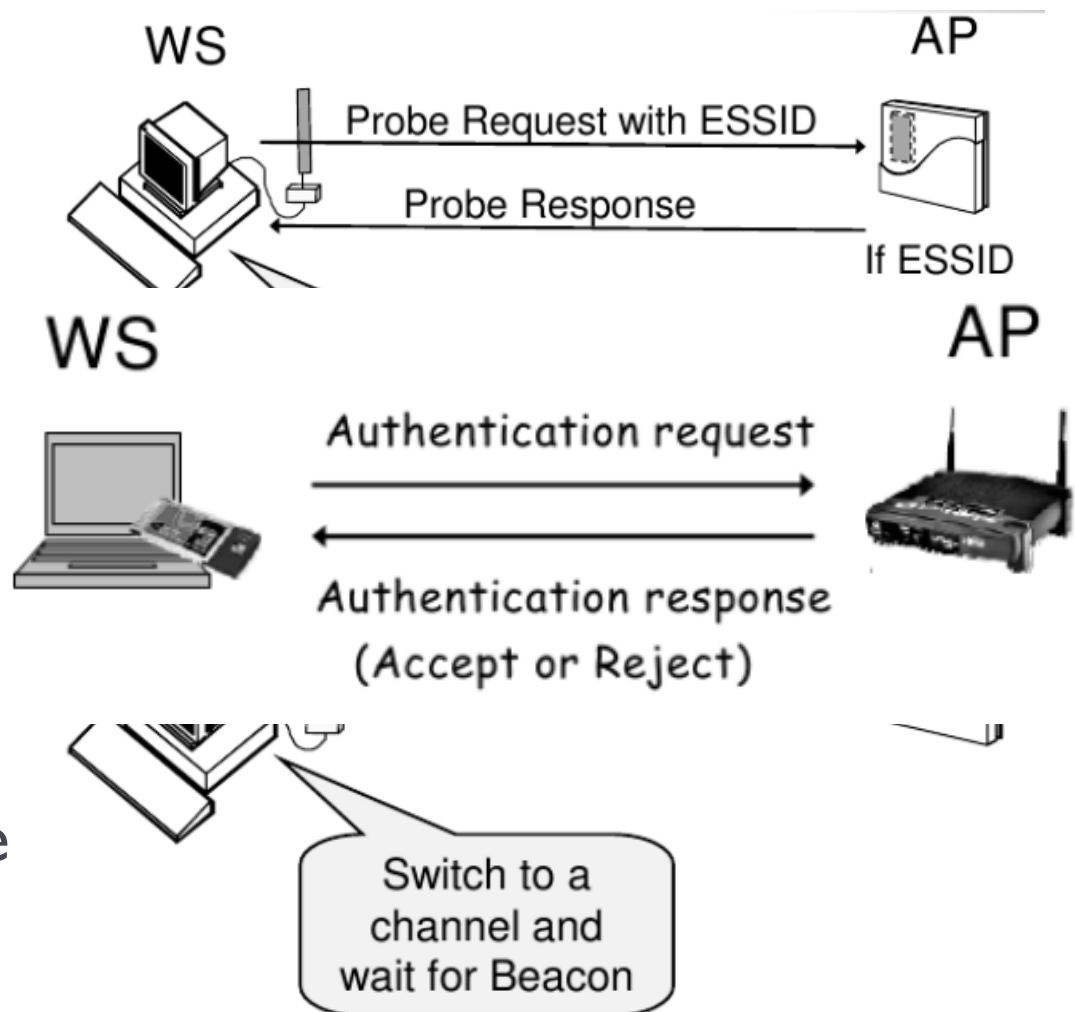 WS
AP
Probe Request with ESSID
Probe Response
If ESSID
WS
AP
Authentication request
Authentication response
(Accept or Reject)
e
Switch to a
channel and
wait for Beacon